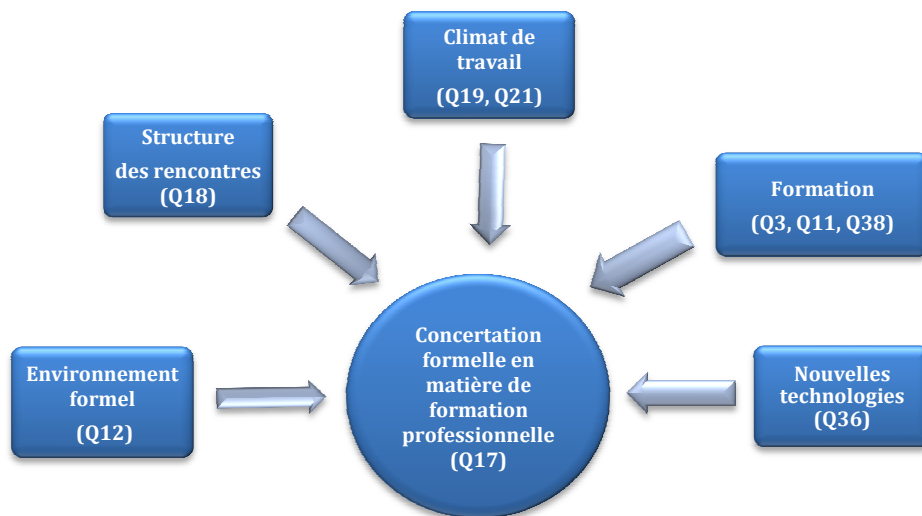 Climat de
travail
(Q19, Q21)
Structure
des rencontres
(Q18)
Formation
(Q3, Q11, Q38)
Environnement
formel
(Q12)
Concertation
formelle en
matière de
formation
professionnelle
(Q17)
Nouvelles
technologies
(Q36)